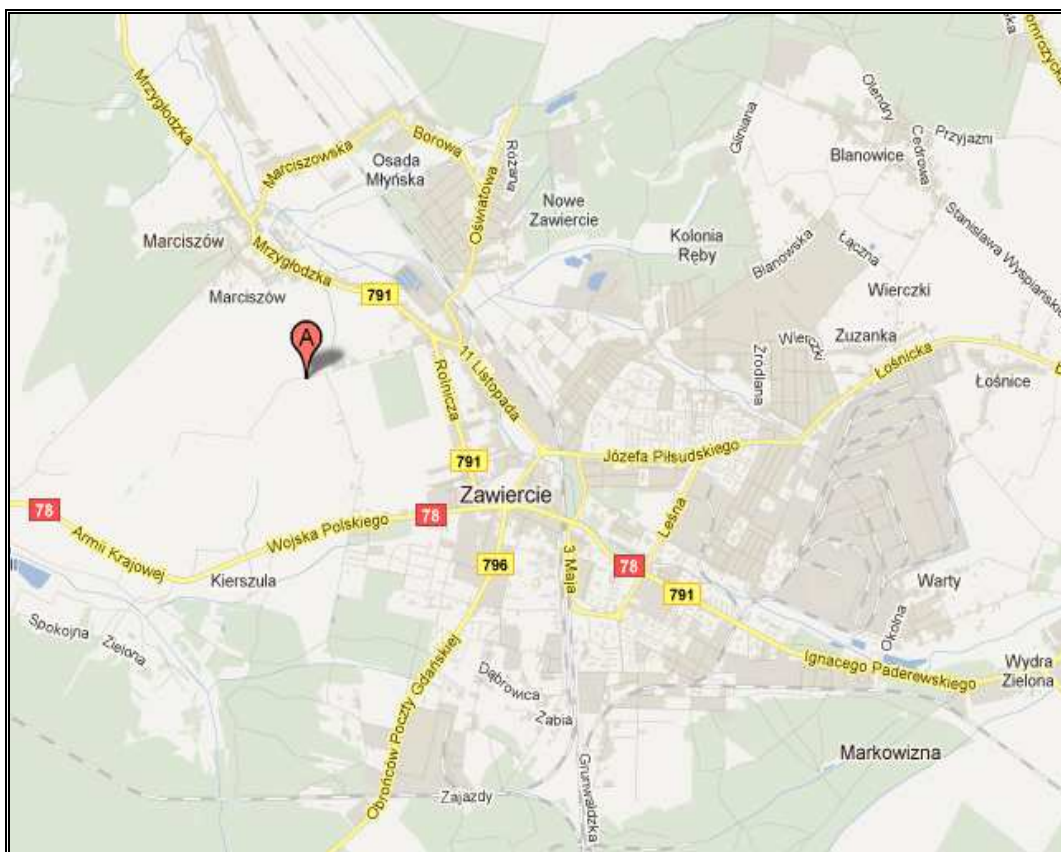 Olendry
Mrzygłodzka
Gliniana
Przyjaźni
Marciszowska
Borowa
Różana
Cedrowa
Blanowice
Osada
Młyńska
Oświatowa
Nowe
Zawiercie
Stanisława Wyspiańskie
Kolonia
Ręby
Łączna
Blanowska
Marciszów
Mrzygłodzka
Wierczki
791
Marciszów
A
Zuzanka
Wierczki
Źródlana
Łośnicka
Łośnice
11 Listopada
Rolnicza
Józefa Piłsudskiego
791
Zawiercie
78
78
Wojska Polskiego
Leśna
Armii Krajowej
3 Maja
796
78
Kierszula
791
Warty
Okólna
Spokojna
Zielona
Ignacego Paderewskiego
Wydra
Zielona
Dąbrowica
Żabia
Obrońców Poczty Gdańskiej
Markowizna
Grunwaldzka
Zajazdy